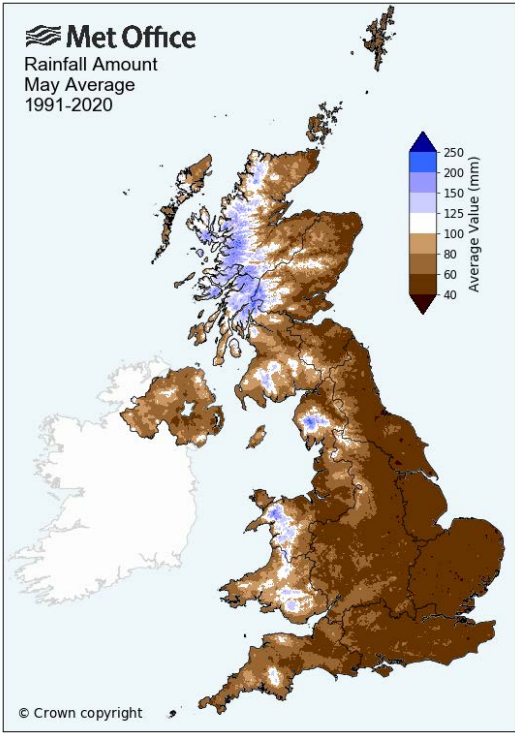 Met Office
Rainfall Amount
May Average
1991-2020
250
200
150
125
100
80
60
40
Average Value (mm)
© Crown copyright